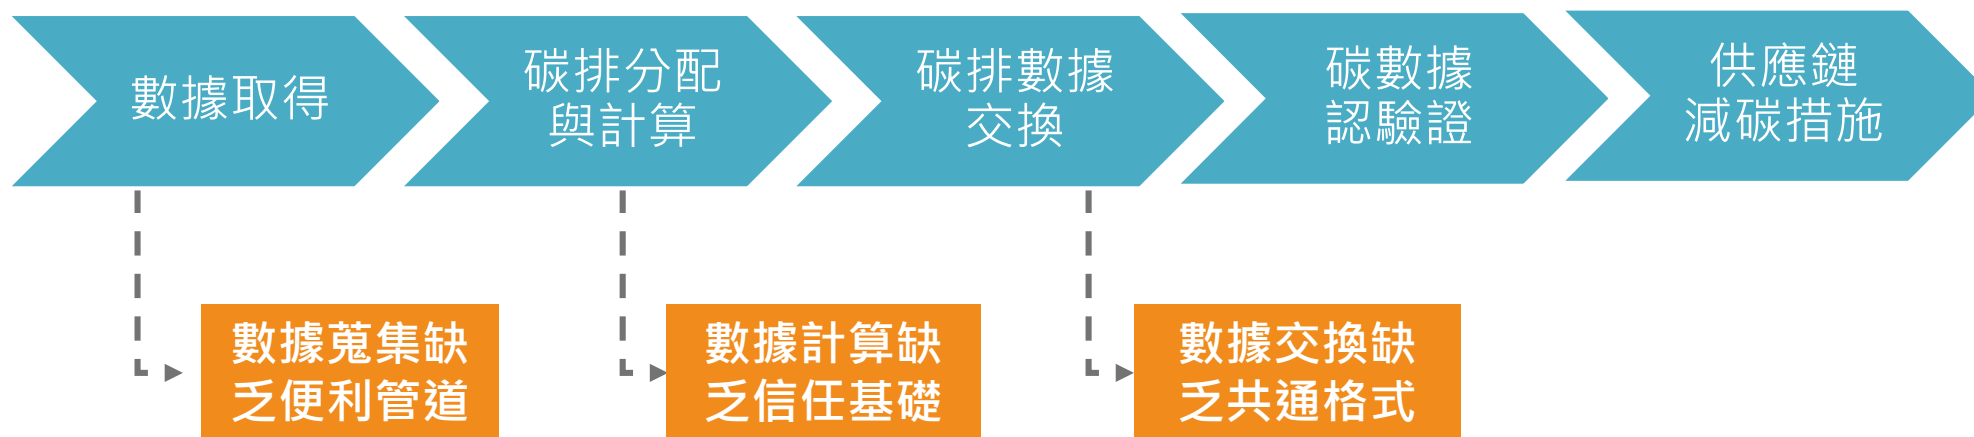 數據取得
碳排分配
與計算
碳排數據
交換
碳數據
認驗證
供應鏈
減碳措施
數據蒐集缺
乏便利管道
數據計算缺
乏信任基礎
數據交換缺
乏共通格式